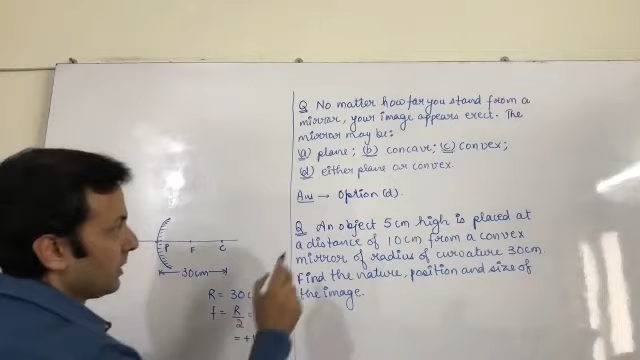 Q No matter how far you stand from a
mirror, your image appears erect. The
mirror may be:
(a) plane; (b) concave; (c) convex;
(d) either plane or convex.
Ans → Option (d).
Q An object 5 cm high is placed at
a distance of 10 cm from a convex
mirror of radius of curvature 30 cm.
Find the nature, position and size of
the image.
P F C
30cm
R = 30
f = R/2 =
= +